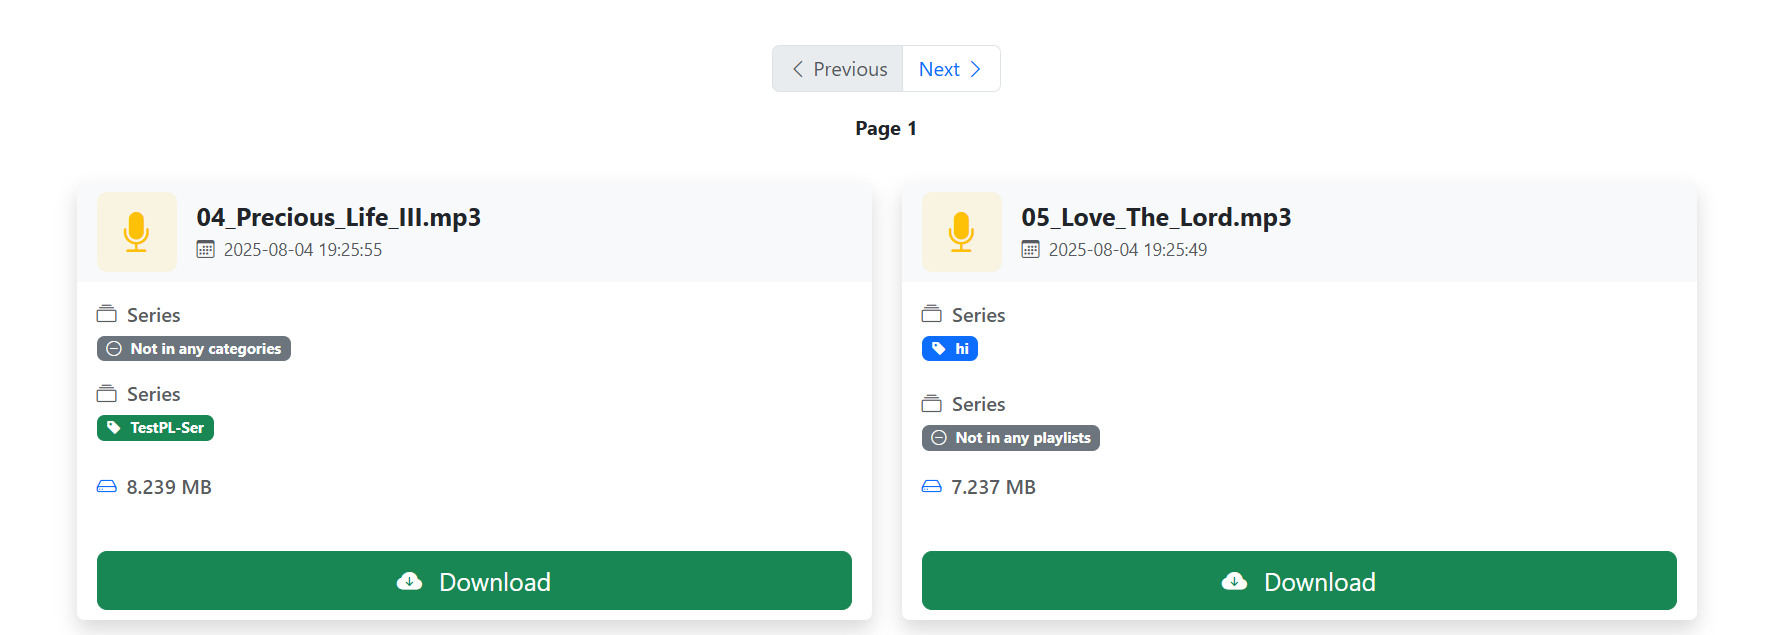 Previous Next
Page 1
04_Precious_Life_III.mp3
2025-08-04 19:25:55
Series
Not in any categories
Series
TestPL-Ser
8.239 MB
Download
05_Love_The_Lord.mp3
2025-08-04 19:25:49
Series
hi
Series
Not in any playlists
7.237 MB
Download